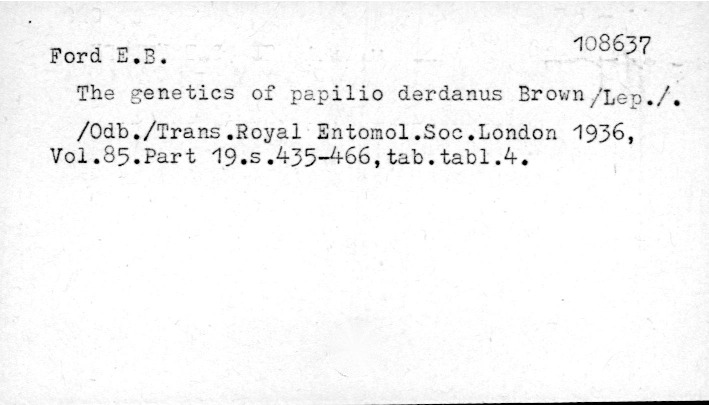 108637
Ford E.B.
The genetics of papilio derdanus Brown/Lep./.
/Odb./Trans.Royal Entomol.Soc.London 1936,
Vol.85.Part 19.s.435-466,tab.tabl.4.